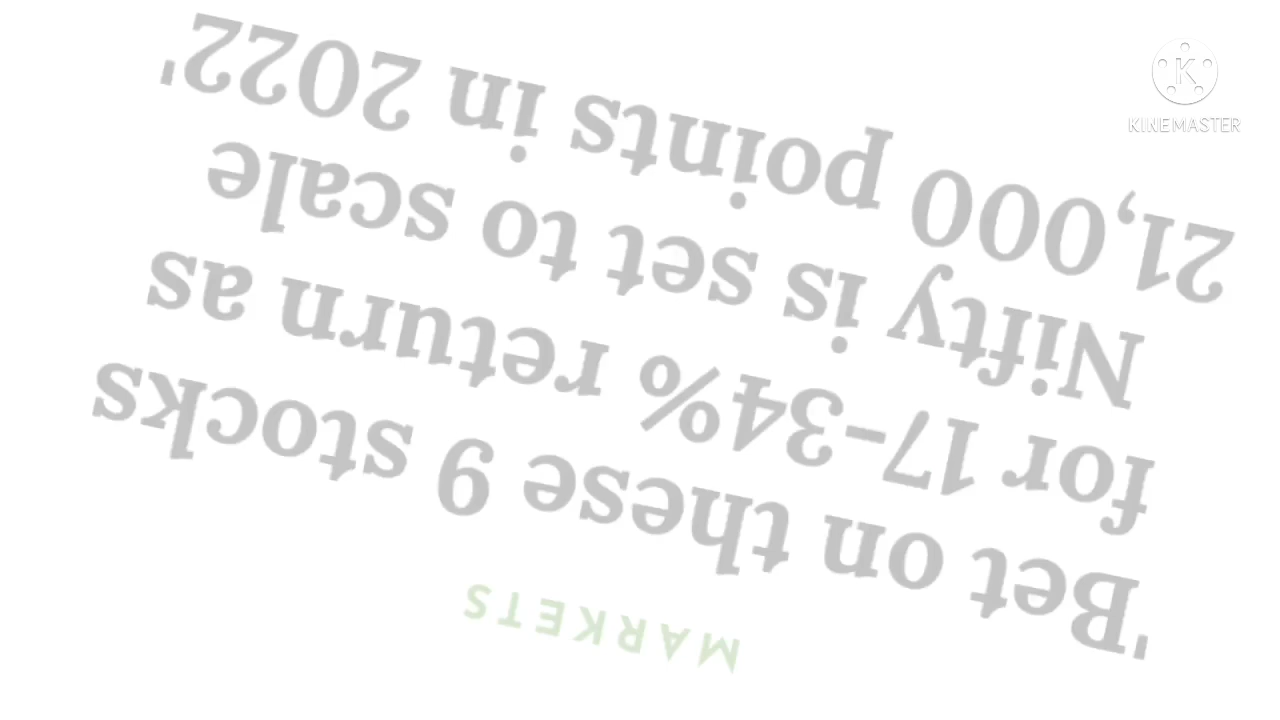 MARKETS
'Bet on these 9 stocks
for 17-34% return as
Nifty is set to scale
21,000 points in 2022'
K
KINEMASTER